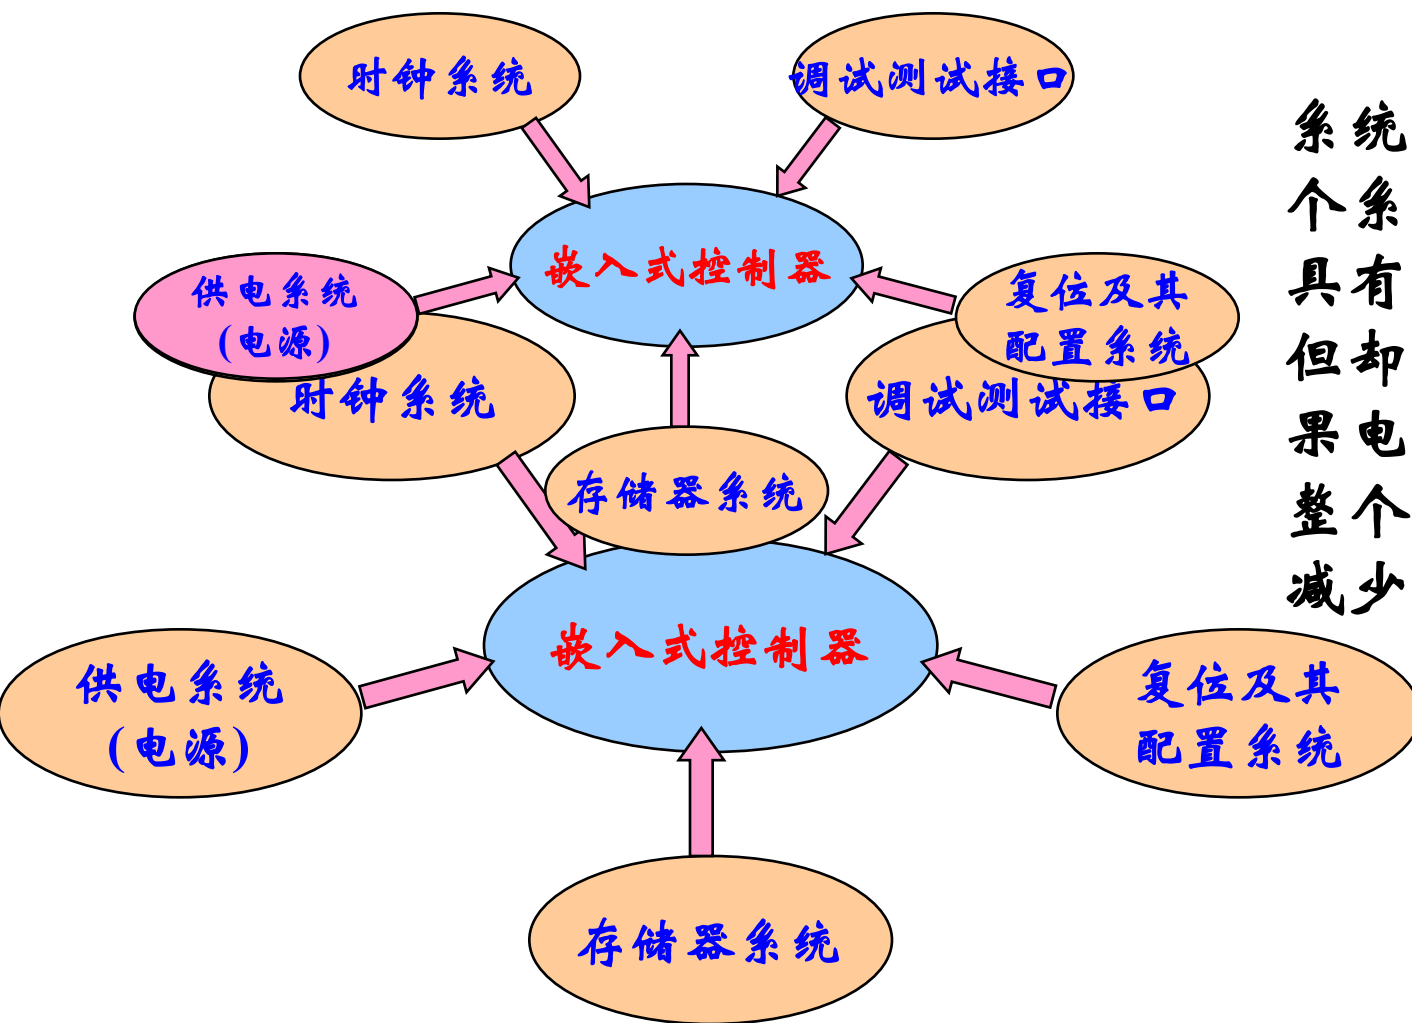 时钟系统
调试测试接口
嵌入式控制器
供电系统
(电源)
复位及其
配置系统
存储器系统
时钟系统
调试测试接口
嵌入式控制器
供电系统
(电源)
复位及其
配置系统
存储器系统
系统
个系
具有
但却
果电
整个
减少